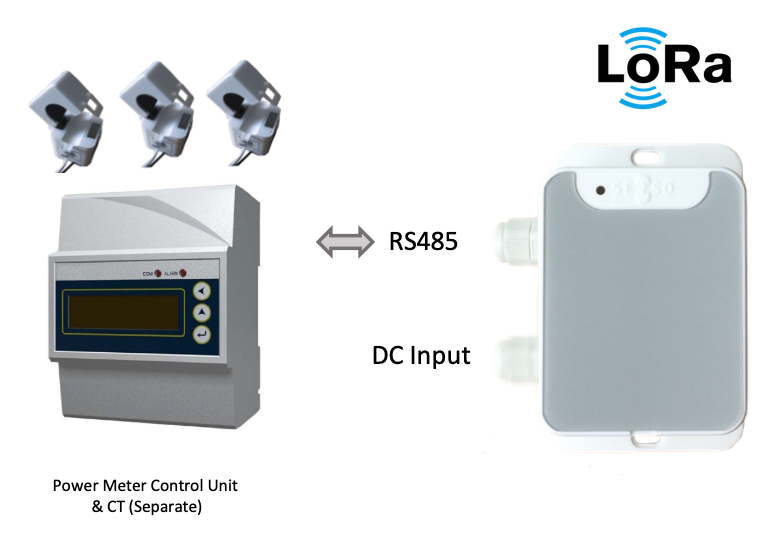 LoRa
COM ALARM
RS485
DC Input
Power Meter Control Unit
& CT (Separate)